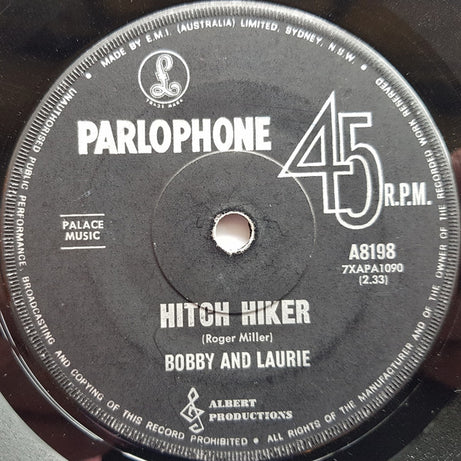 MADE BY E.M.I. (AUSTRALIA) LIMITED, SYDNEY, N.S.W.
£
TRADE MARK
PARLOPHONE
45 R.P.M.
PALACE
MUSIC
A8198
7XAPA1090
(2.33)
HITCH HIKER
(Roger Miller)
BOBBY AND LAURIE
ALBERT
PRODUCTIONS
UNAUTHORISED PUBLIC PERFORMANCE, BROADCASTING AND COPYING OF THIS RECORD PROHIBITED • ALL RIGHTS OF THE MANUFACTURER AND OF THE OWNER OF THE RECORDED WORK RESERVED